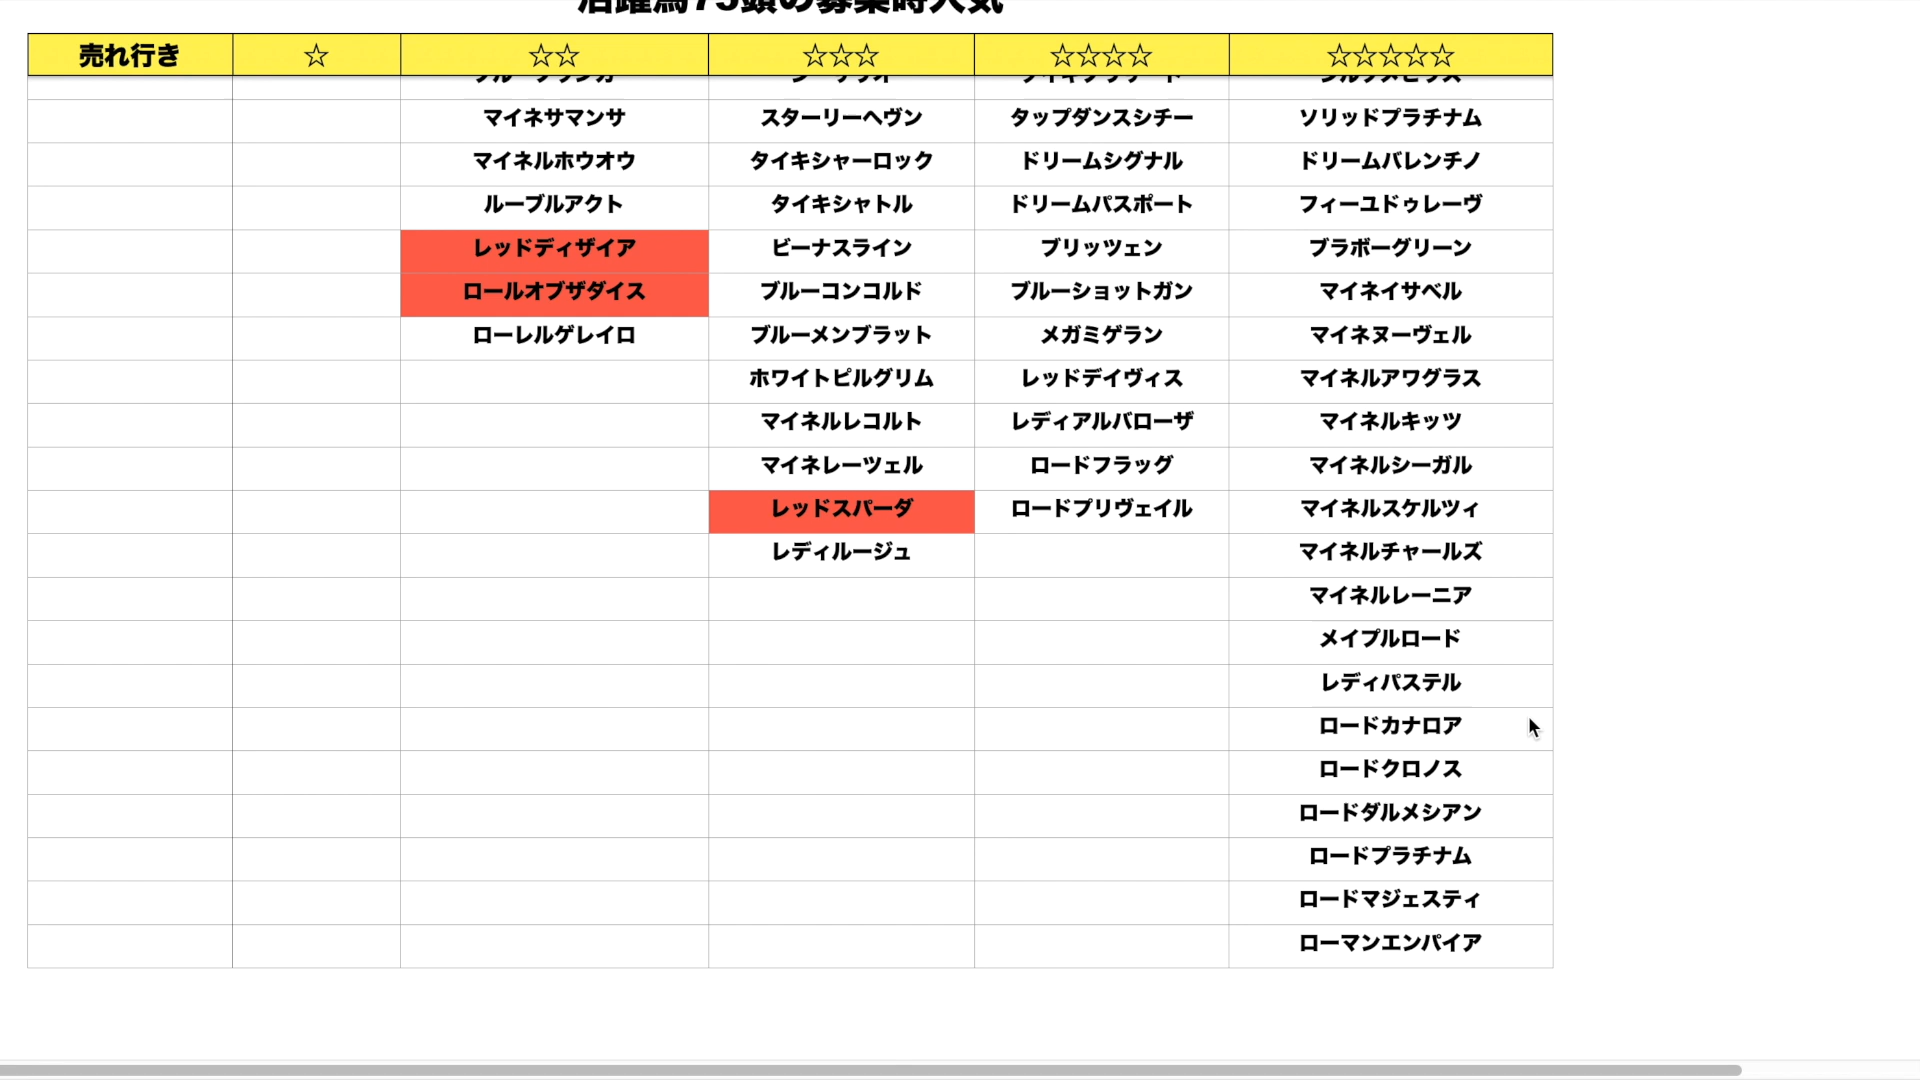 活躍馬75頭の募集時人気
売れ行き ☆ ☆☆ ☆☆☆ ☆☆☆☆ ☆☆☆☆☆
マイネサマンサ スターリーヘヴン タップダンスシチー ソリッドプラチナム
マイネルホウオウ タイキシャーロック ドリームシグナル ドリームバレンチノ
ルーブルアクト タイキシャトル ドリームパスポート フィーユドゥレーヴ
レッドディザイア ビーナスライン ブリッツェン ブラボーグリーン
ロールオブザダイス ブルーコンコルド ブルーショットガン マイネイサベル
ローレルゲレイロ ブルーメンブラット メガミゲラン マイネヌーヴェル
ホワイトピルグリム レッドデイヴィス マイネルアワグラス
マイネルレコルト レディアルバローザ マイネルキッツ
マイネレーツェル ロードフラッグ マイネルシーガル
レッドスパーダ ロードプリヴェイル マイネルスケルツィ
レディルージュ マイネルチャールズ
マイネルレーニア
メイプルロード
レディパステル
ロードカナロア
ロードクロノス
ロードダルメシアン
ロードプラチナム
ロードマジェスティ
ローマンエンパイア